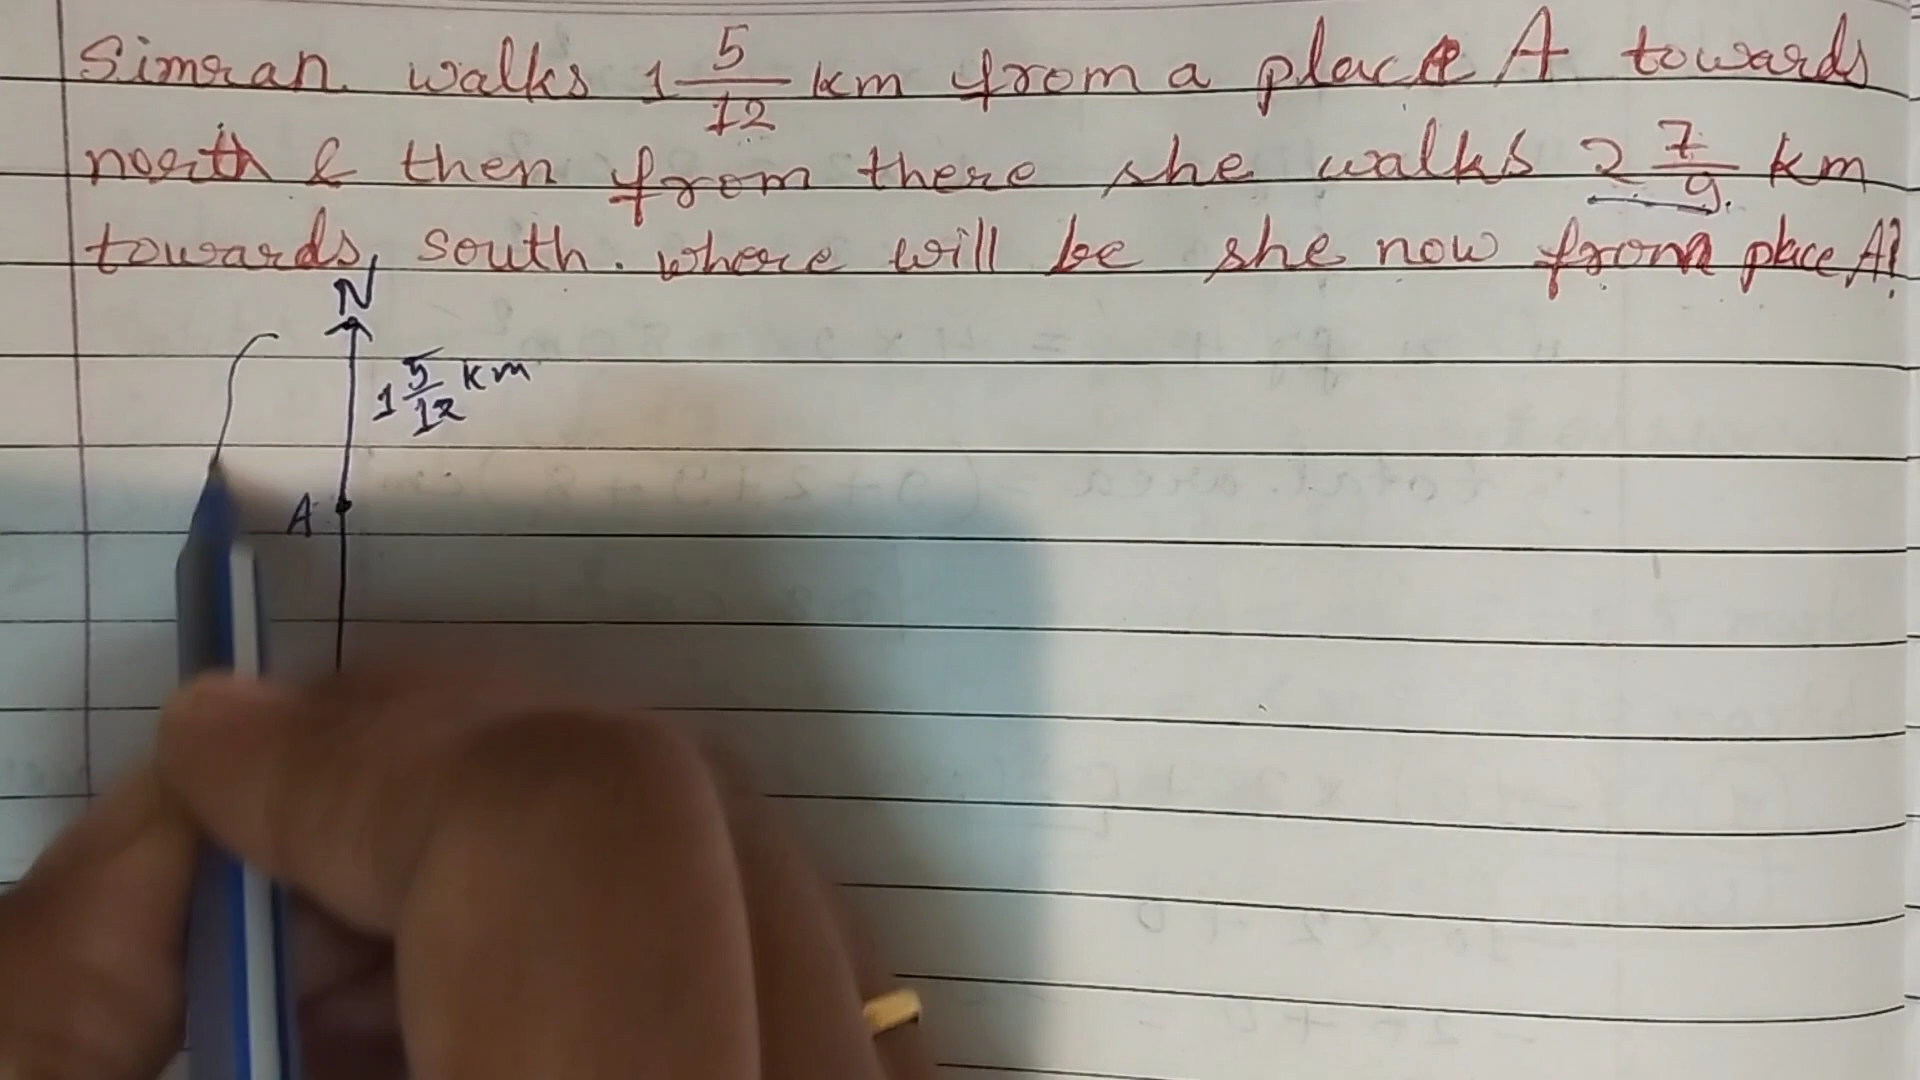 Simran walks 1 5/12 km from a place A towards
north & then from there she walks 2 7/9 km
towards south. where will be she now from place A?
N
1 5/12 km
A